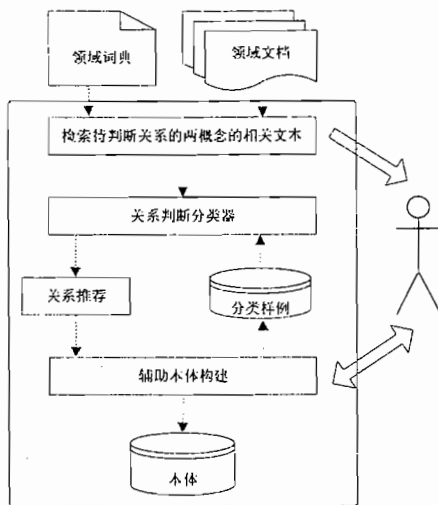 领域词典
领域文档
检索待判断关系的两概念的相关文本
关系判断分类器
关系推荐
分类样例
辅助本体构建
本体